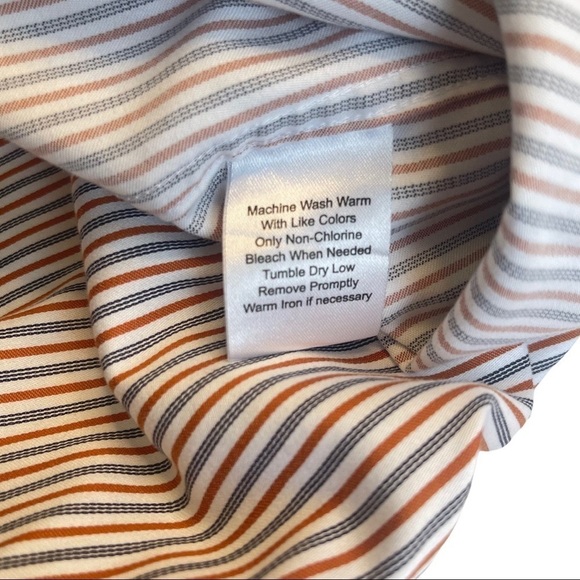 Machine Wash Warm
With Like Colors
Only Non-Chlorine
Bleach When Needed
Tumble Dry Low
Remove Promptly
Warm Iron if necessary